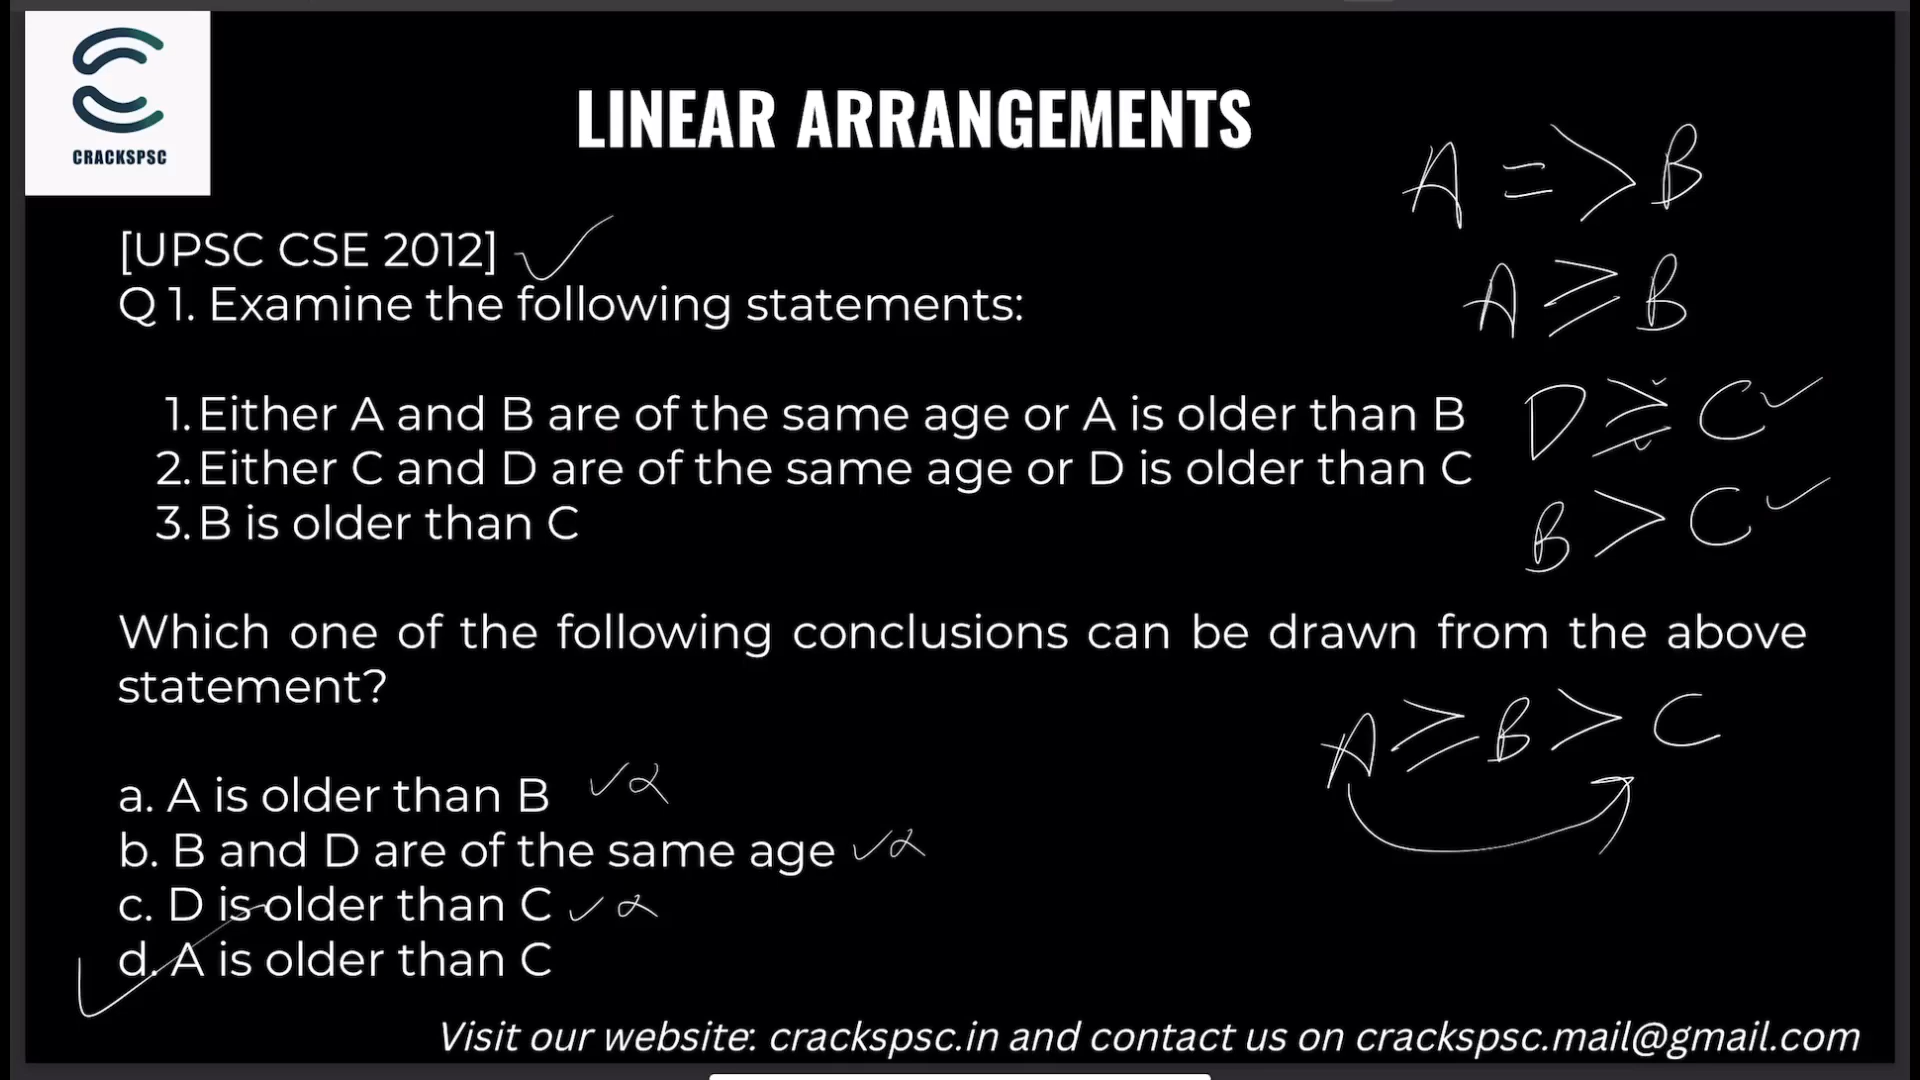 CRACKSPSC
LINEAR ARRANGEMENTS
A => B
[UPSC CSE 2012] ✓
A ≥ B
Q 1. Examine the following statements:
1. Either A and B are of the same age or A is older than B
D ≥ C ✓
2. Either C and D are of the same age or D is older than C
3. B is older than C
B > C ✓
Which one of the following conclusions can be drawn from the above
statement?
A ≥ B > C
a. A is older than B
b. B and D are of the same age
c. D is older than C
d. A is older than C
Visit our website: crackspsc.in and contact us on crackspsc.mail@gmail.com